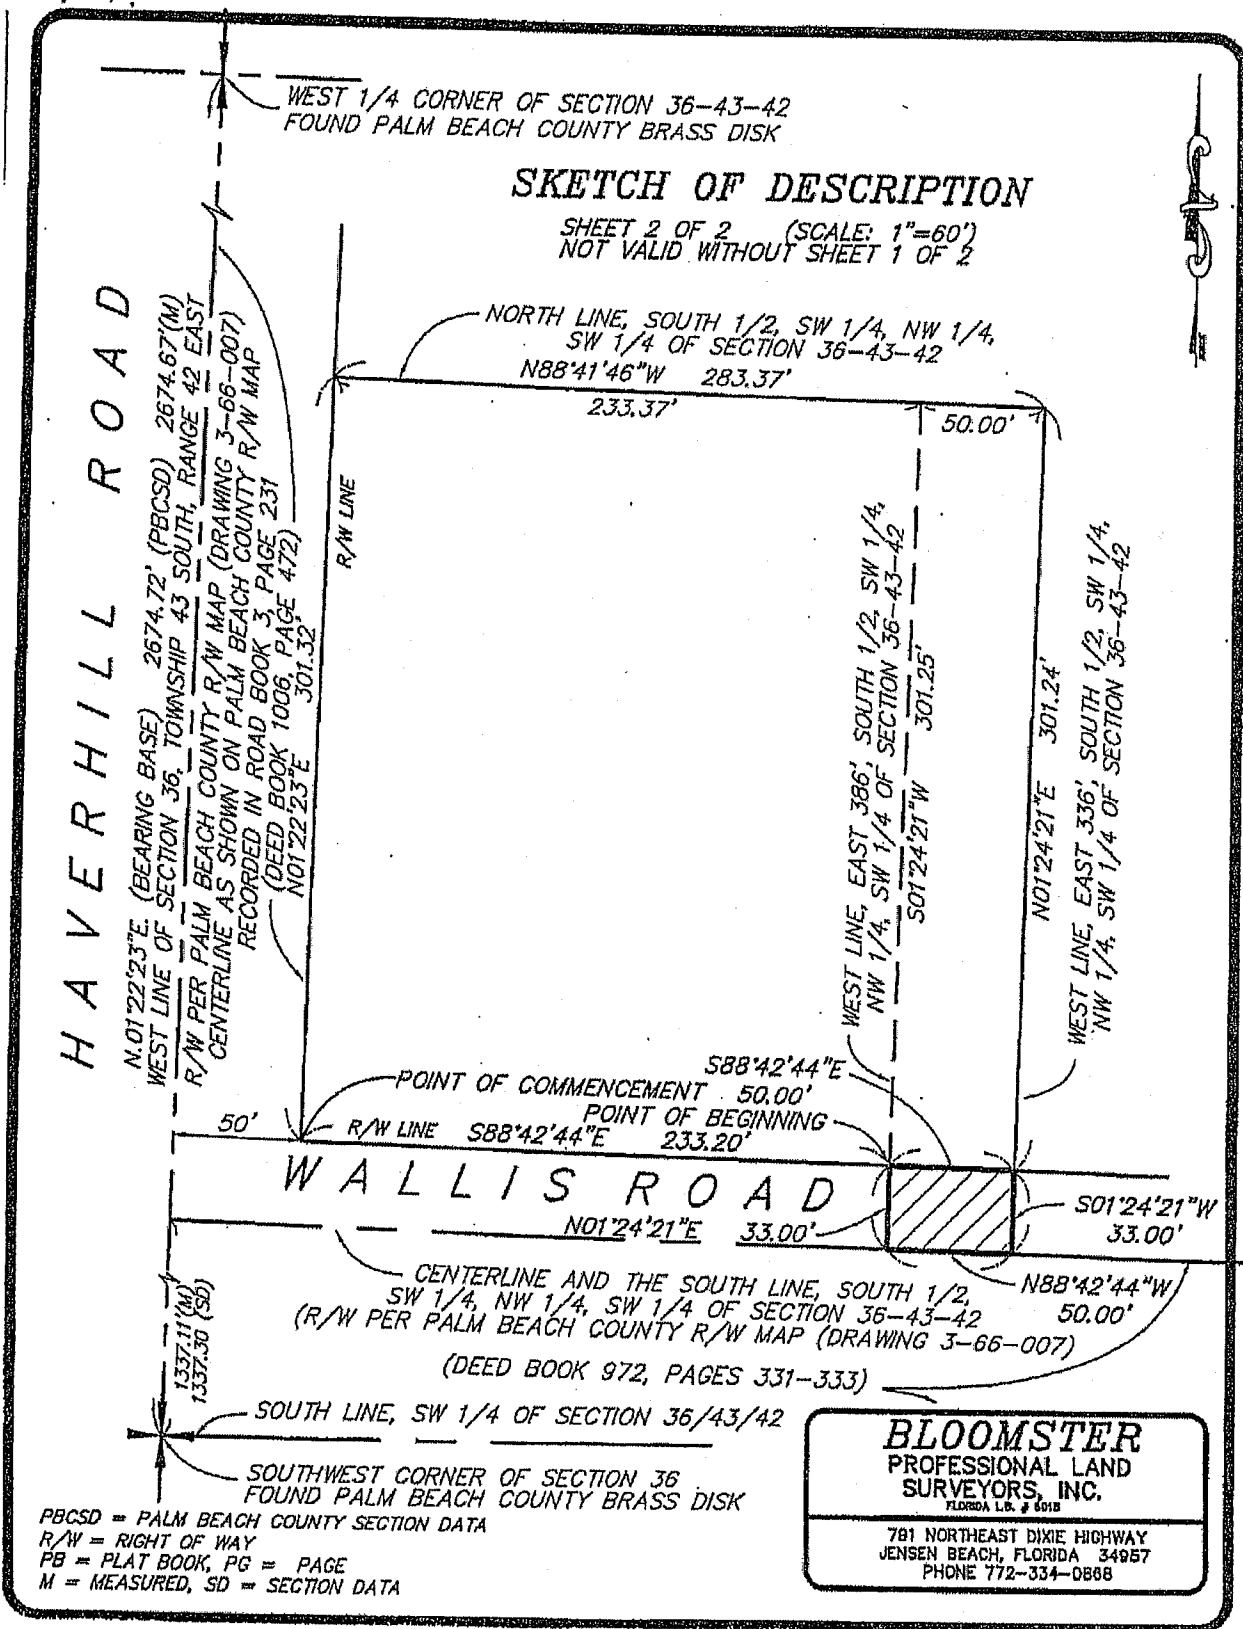 WEST 1/4 CORNER OF SECTION 36-43-42
FOUND PALM BEACH COUNTY BRASS DISK
SKETCH OF DESCRIPTION
SHEET 2 OF 2 (SCALE: 1"=60')
NOT VALID WITHOUT SHEET 1 OF 2
NORTH LINE, SOUTH 1/2, SW 1/4, NW 1/4,
SW 1/4 OF SECTION 36-43-42
N88°41'46"W 283.37'
233.37'
50.00'
HAVERHILL ROAD
N.01°22'23"E. (BEARING BASE) 2674.72' (PBCSD) 2674.67'(M)
WEST LINE OF SECTION 36, TOWNSHIP 43 SOUTH, RANGE 42 EAST
R/W PER PALM BEACH COUNTY R/W MAP (DRAWING 3-66-007)
CENTERLINE AS SHOWN ON PALM BEACH COUNTY R/W MAP
RECORDED IN ROAD BOOK 3, PAGE 231
(DEED BOOK 1006, PAGE 472)
N01°22'23"E 301.32'
R/W LINE
WEST LINE, EAST 386', SOUTH 1/2, SW 1/4,
NW 1/4, SW 1/4 OF SECTION 36-43-42
S01°24'21"W 301.25'
N01°24'21"E 301.24'
WEST LINE, EAST 336', SOUTH 1/2, SW 1/4,
NW 1/4, SW 1/4 OF SECTION 36-43-42
S88°42'44"E
50.00'
POINT OF COMMENCEMENT
POINT OF BEGINNING
50'
R/W LINE S88°42'44"E 233.20'
WALLIS ROAD
N01°24'21"E 33.00'
S01°24'21"W
33.00'
N88°42'44"W
50.00'
CENTERLINE AND THE SOUTH LINE, SOUTH 1/2,
SW 1/4, NW 1/4, SW 1/4 OF SECTION 36-43-42
(R/W PER PALM BEACH COUNTY R/W MAP (DRAWING 3-66-007)
(DEED BOOK 972, PAGES 331-333)
1337.11'(M)
1337.30 (SD)
SOUTH LINE, SW 1/4 OF SECTION 36/43/42
SOUTHWEST CORNER OF SECTION 36
FOUND PALM BEACH COUNTY BRASS DISK
PBCSD = PALM BEACH COUNTY SECTION DATA
R/W = RIGHT OF WAY
PB = PLAT BOOK, PG = PAGE
M = MEASURED, SD = SECTION DATA
BLOOMSTER
PROFESSIONAL LAND
SURVEYORS, INC.
FLORIDA L.B. # 6018
791 NORTHEAST DIXIE HIGHWAY
JENSEN BEACH, FLORIDA 34957
PHONE 772-334-0868